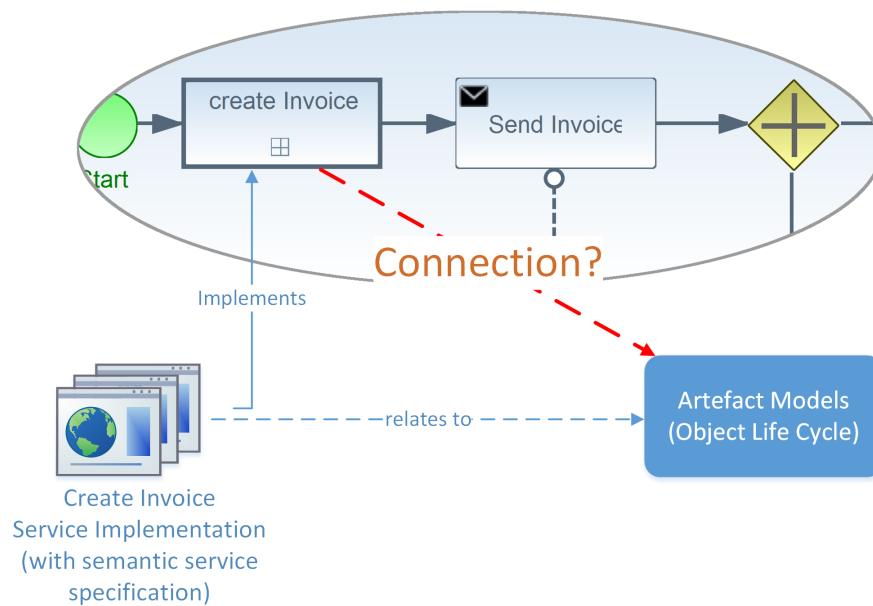 create Invoice
Send Invoice
Start
Connection?
Implements
relates to
Artefact Models
(Object Life Cycle)
Create Invoice
Service Implementation
(with semantic service
specification)